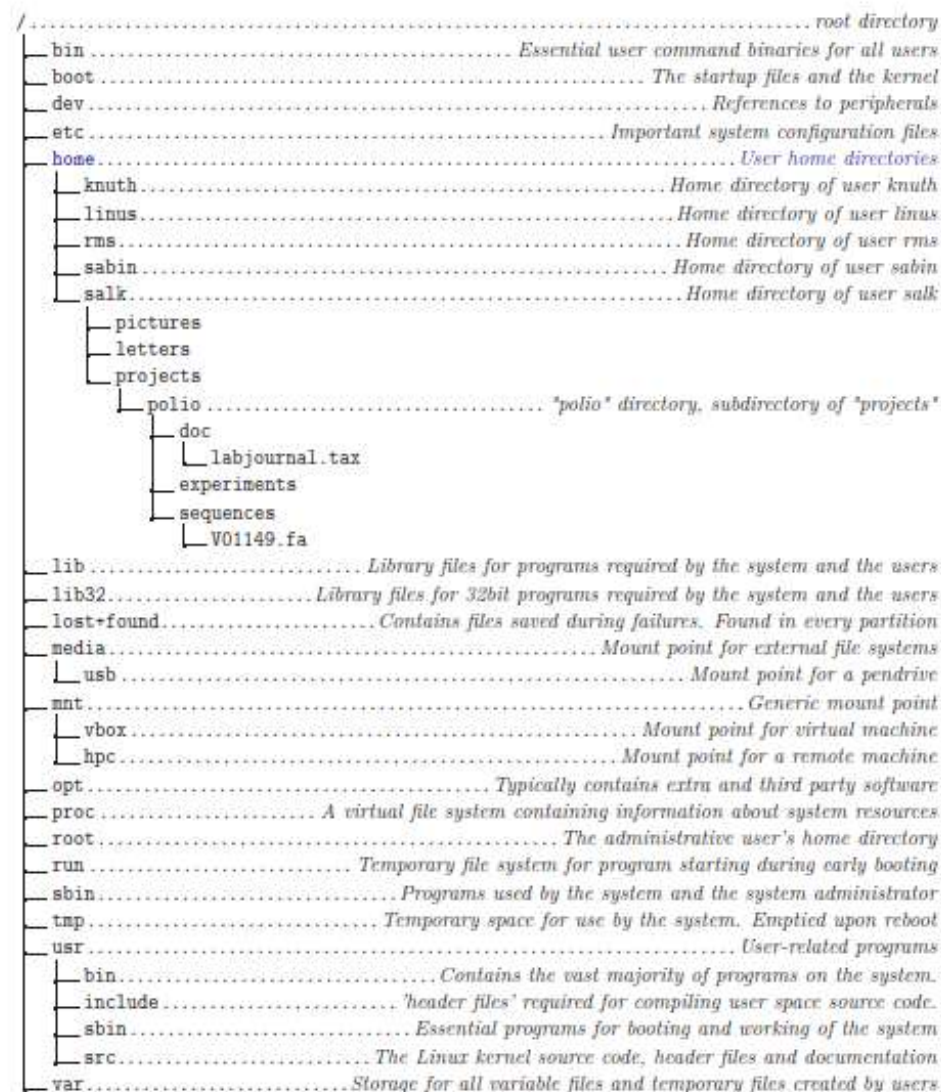 / root directory
bin Essential user command binaries for all users
boot The startup files and the kernel
dev References to peripherals
etc Important system configuration files
home User home directories
knuth Home directory of user knuth
linus Home directory of user linus
rms Home directory of user rms
sabin Home directory of user sabin
salk Home directory of user salk
pictures
letters
projects
polio "polio" directory, subdirectory of "projects"
doc
labjournal.tax
experiments
sequences
V01149.fa
lib Library files for programs required by the system and the users
lib32 Library files for 32bit programs required by the system and the users
lost+found Contains files saved during failures. Found in every partition
media Mount point for external file systems
usb Mount point for a pendrive
mnt Generic mount point
vbox Mount point for virtual machine
hpc Mount point for a remote machine
opt Typically contains extra and third party software
proc A virtual file system containing information about system resources
root The administrative user's home directory
run Temporary file system for program starting during early booting
sbin Programs used by the system and the system administrator
tmp Temporary space for use by the system. Emptied upon reboot
usr User-related programs
bin Contains the vast majority of programs on the system.
include 'header files' required for compiling user space source code.
sbin Essential programs for booting and working of the system
src The Linux kernel source code, header files and documentation
var Storage for all variable files and temporary files created by users